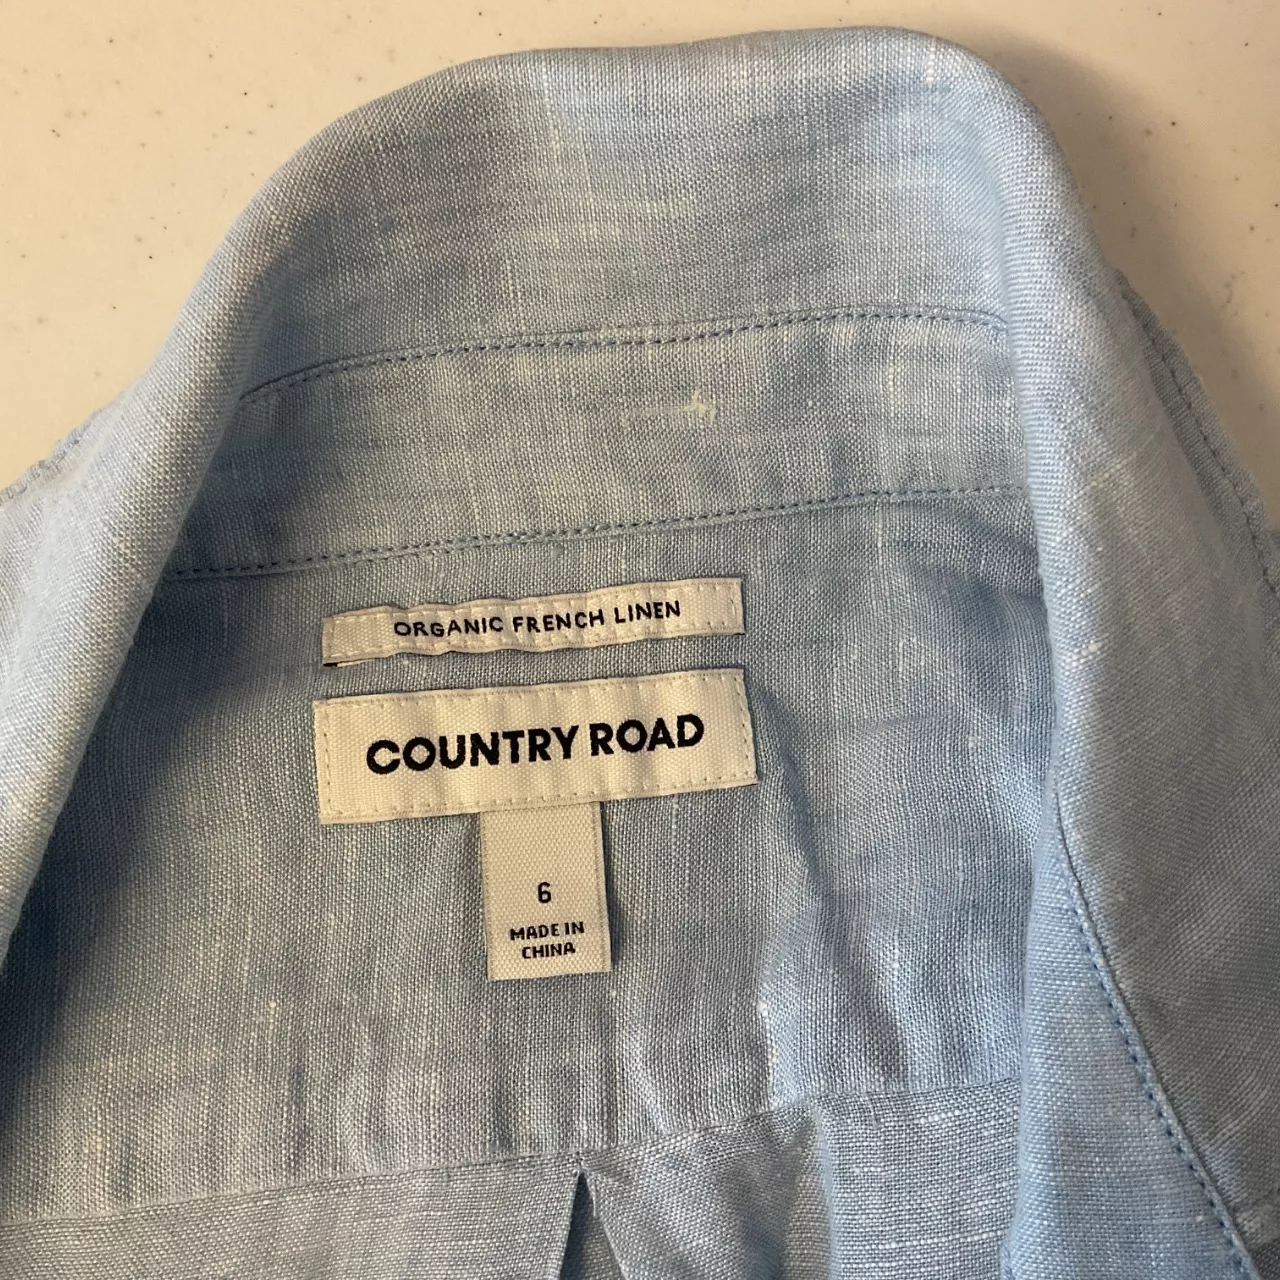 ORGANIC FRENCH LINEN
COUNTRY ROAD
6
MADE IN
CHINA